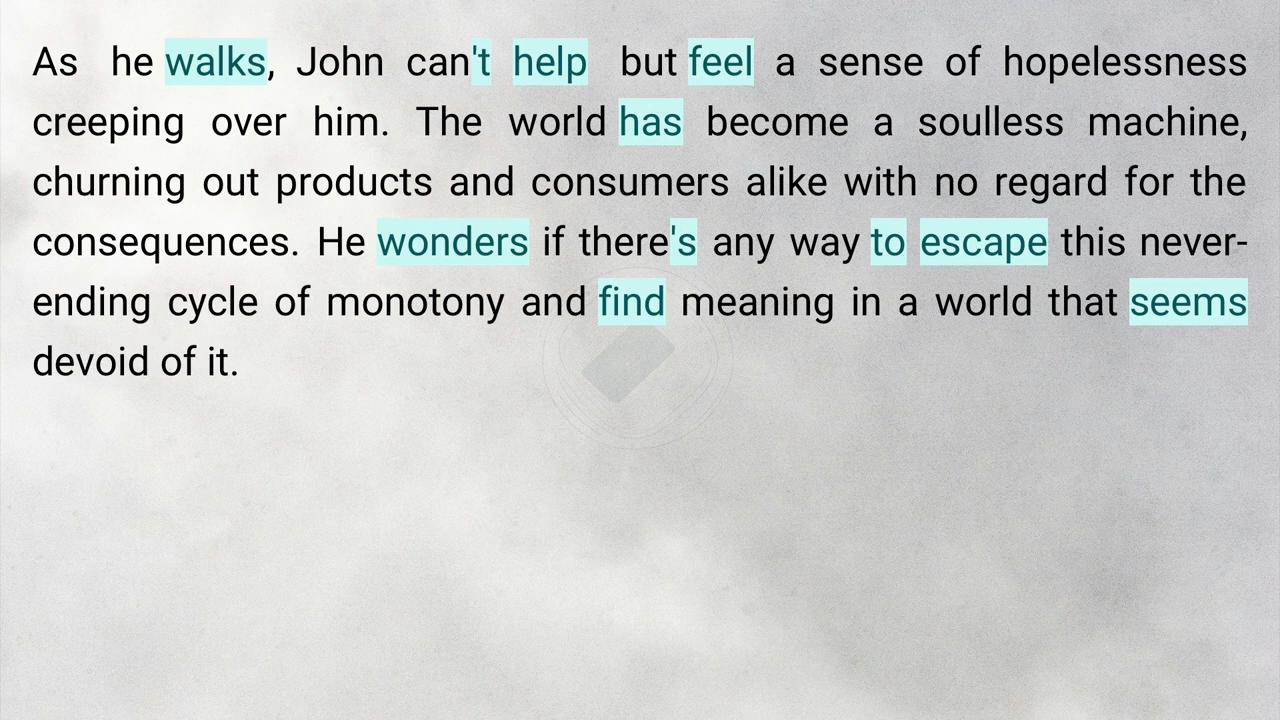 As he walks, John can't help but feel a sense of hopelessness
creeping over him. The world has become a soulless machine,
churning out products and consumers alike with no regard for the
consequences. He wonders if there's any way to escape this never-
ending cycle of monotony and find meaning in a world that seems
devoid of it.